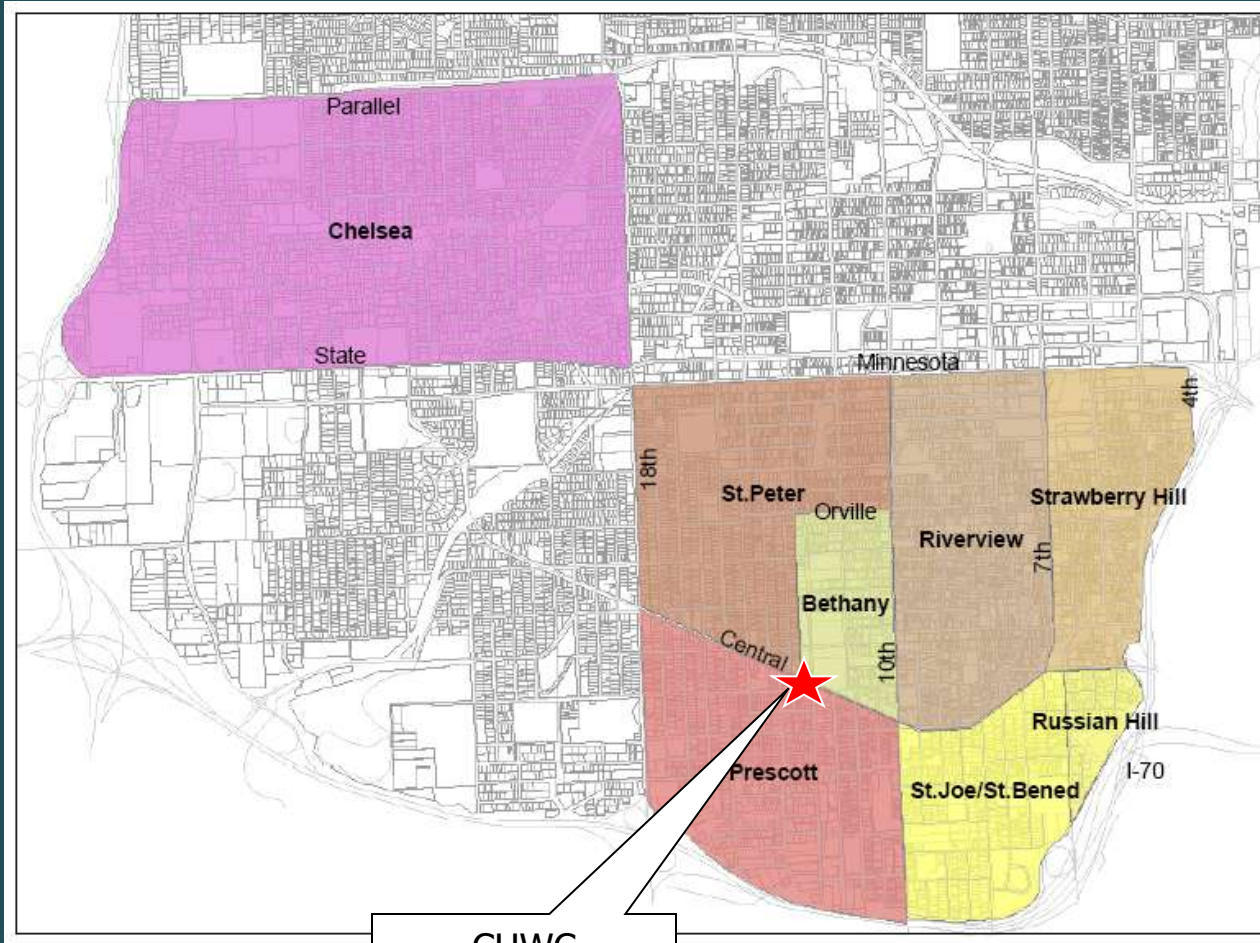 Parallel
Chelsea
State
Minnesota
4th
18th
St.Peter
Strawberry Hill
Orville
Riverview
7th
Bethany
Central
10th
Russian Hill
Prescott
I-70
St.Joe/St.Bened